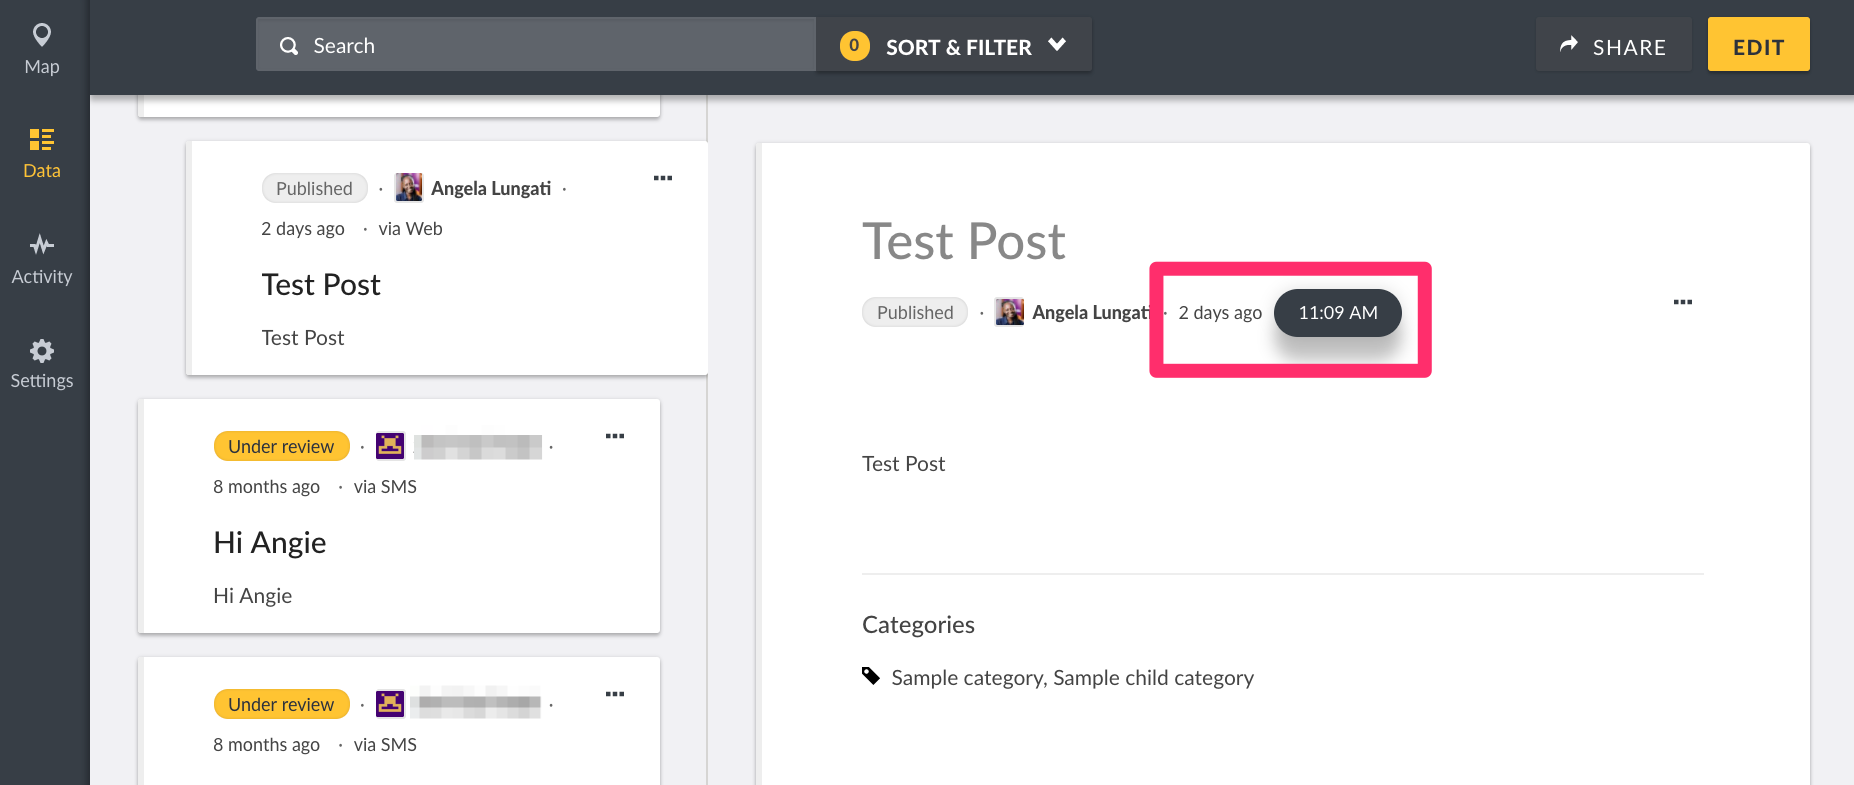 Map
Data
Activity
Settings
Search
0 SORT & FILTER
SHARE
EDIT
Published · Angela Lungati ·
2 days ago · via Web
Test Post
Test Post
Under review · ·
8 months ago · via SMS
Hi Angie
Hi Angie
Under review · ·
8 months ago · via SMS
Test Post
Published · Angela Lungati · 2 days ago 11:09 AM
Test Post
Categories
Sample category, Sample child category